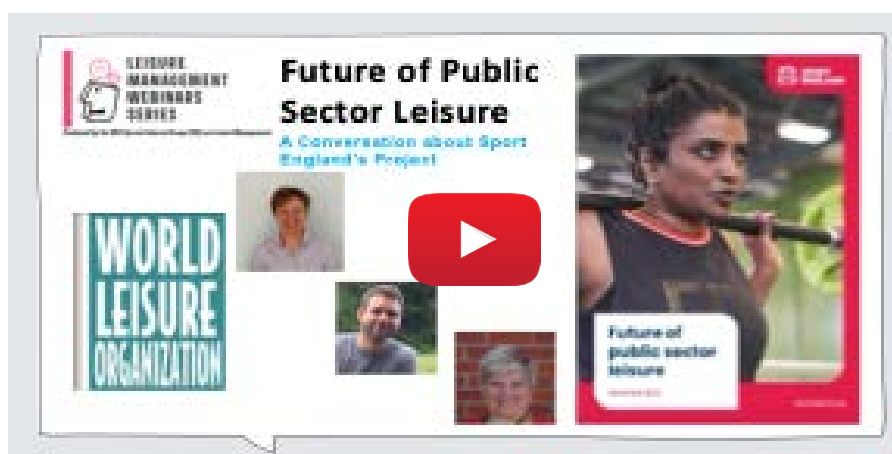 LEISURE
MANAGEMENT
WEBINARS
SERIES
Future of Public
Sector Leisure
A Conversation about Sport
England's Project
WORLD
LEISURE
ORGANIZATION
Future of
public sector
leisure